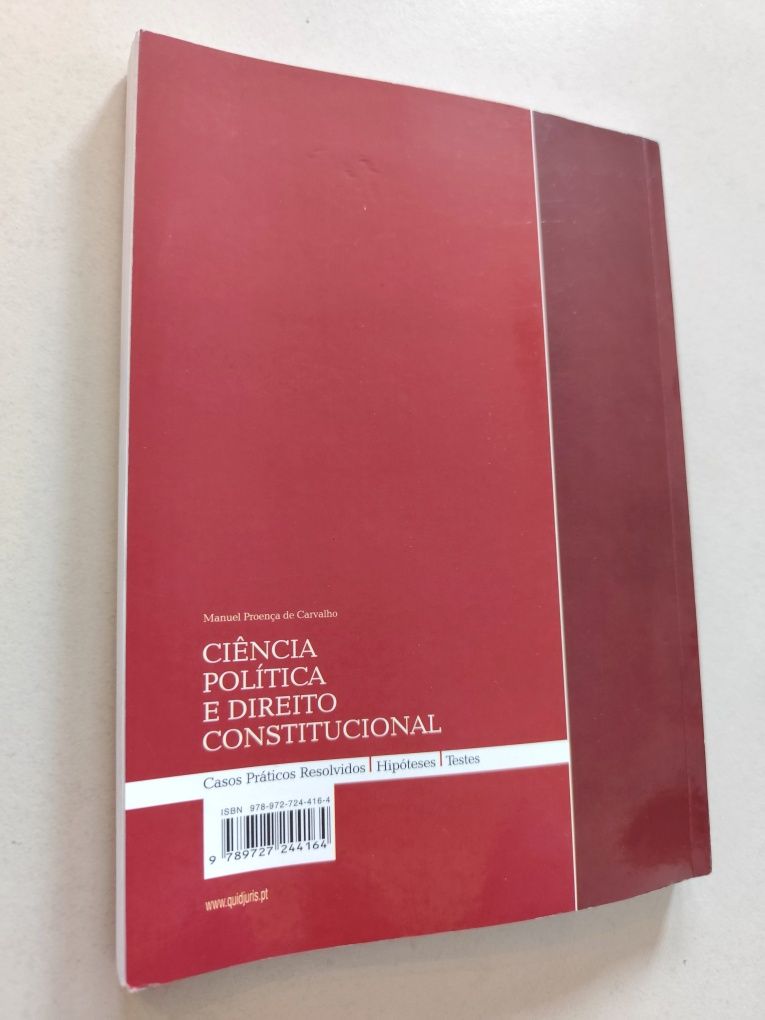 Manuel Proença de Carvalho
CIÊNCIA
POLÍTICA
E DIREITO
CONSTITUCIONAL
Casos Práticos Resolvidos | Hipóteses | Testes
ISBN 978-972-724-416-4
9 789727 244164
www.quidjuris.pt